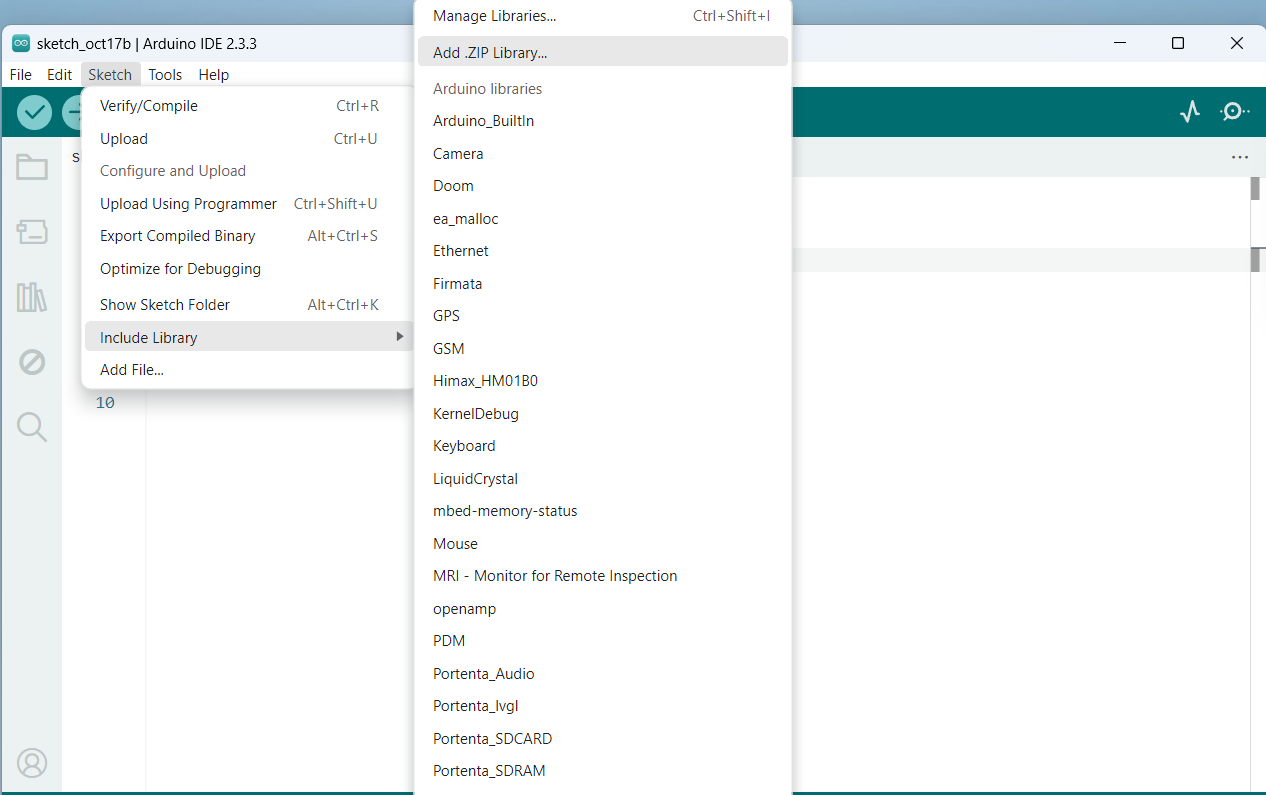 sketch_oct17b | Arduino IDE 2.3.3
File Edit Sketch Tools Help
Verify/Compile Ctrl+R
Upload Ctrl+U
Configure and Upload
Upload Using Programmer Ctrl+Shift+U
Export Compiled Binary Alt+Ctrl+S
Optimize for Debugging
Show Sketch Folder Alt+Ctrl+K
Include Library
Add File...
10
Manage Libraries... Ctrl+Shift+I
Add .ZIP Library...
Arduino libraries
Arduino_BuiltIn
Camera
Doom
ea_malloc
Ethernet
Firmata
GPS
GSM
Himax_HM01B0
KernelDebug
Keyboard
LiquidCrystal
mbed-memory-status
Mouse
MRI - Monitor for Remote Inspection
openamp
PDM
Portenta_Audio
Portenta_lvgl
Portenta_SDCARD
Portenta_SDRAM